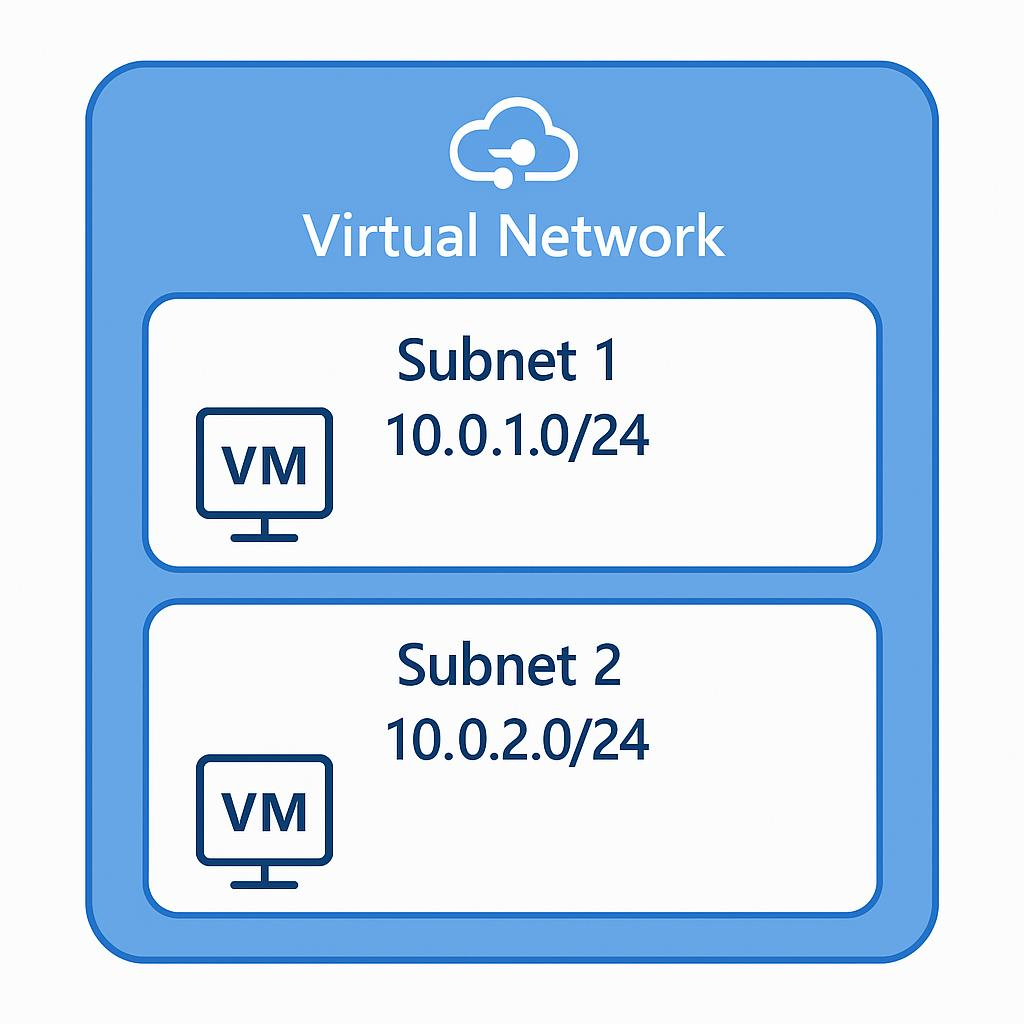 Virtual Network
Subnet 1
10.0.1.0/24
VM
Subnet 2
10.0.2.0/24
VM